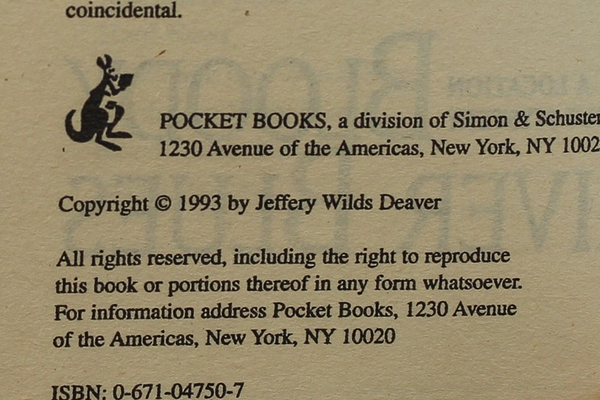 coincidental.
POCKET BOOKS, a division of Simon & Schuster
1230 Avenue of the Americas, New York, NY 1002
Copyright © 1993 by Jeffery Wilds Deaver
All rights reserved, including the right to reproduce
this book or portions thereof in any form whatsoever.
For information address Pocket Books, 1230 Avenue
of the Americas, New York, NY 10020
ISBN: 0-671-04750-7